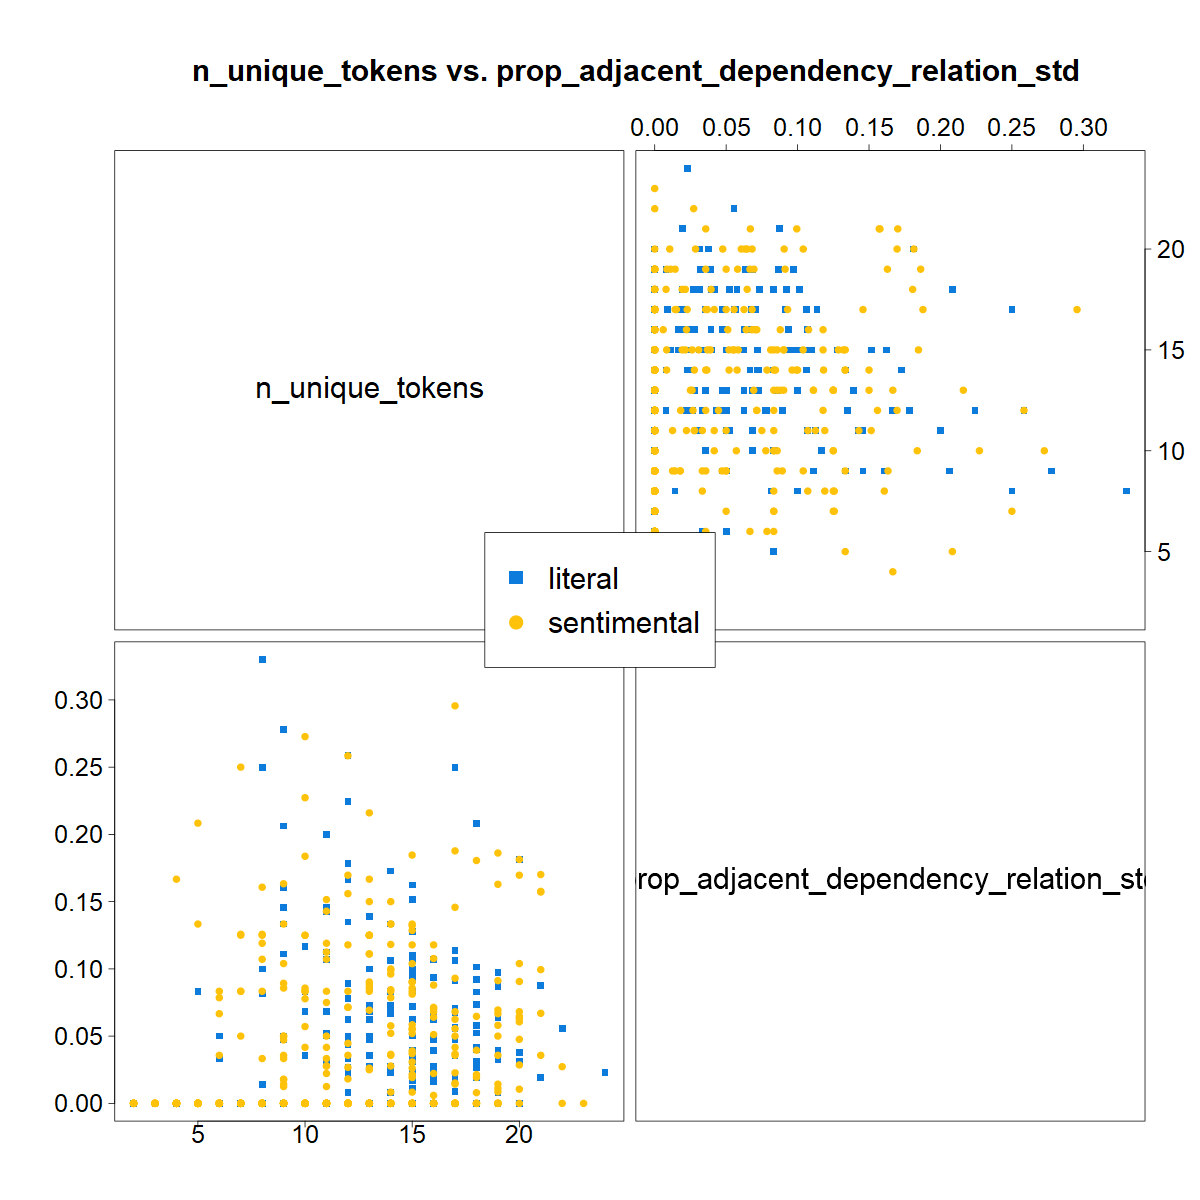 n_unique_tokens vs. prop_adjacent_dependency_relation_std
0.00 0.05 0.10 0.15 0.20 0.25 0.30
n_unique_tokens
20
15
10
5
literal
sentimental
0.30
0.25
0.20
0.15
0.10
0.05
0.00
rop_adjacent_dependency_relation_st
5 10 15 20